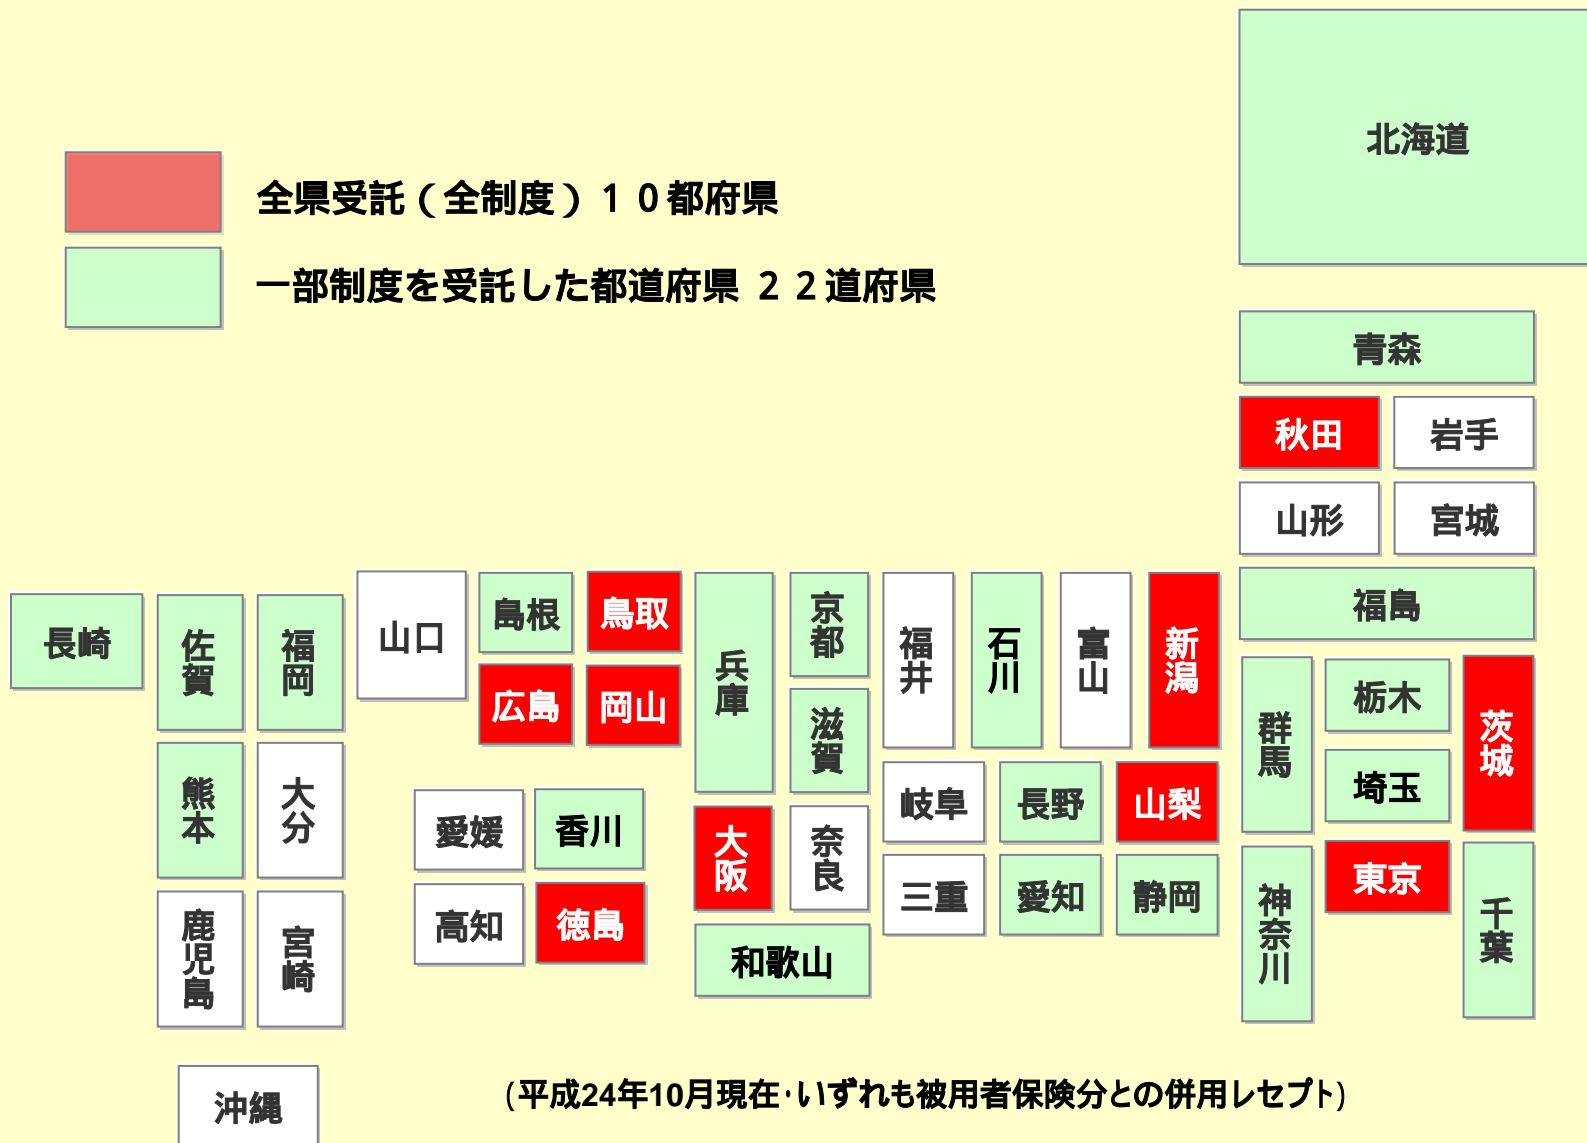 北海道
全県受託（全制度）１０都府県
一部制度を受託した都道府県 ２２道府県
青森
秋田
岩手
山形
宮城
福島
長崎
佐賀
福岡
山口
島根
鳥取
兵庫
京都
福井
石川
富山
新潟
群馬
栃木
茨城
広島
岡山
滋賀
熊本
大分
愛媛
香川
大阪
奈良
岐阜
長野
山梨
埼玉
高知
徳島
三重
愛知
静岡
神奈川
東京
千葉
鹿児島
宮崎
和歌山
沖縄
(平成24年10月現在・いずれも被用者保険分との併用レセプト)